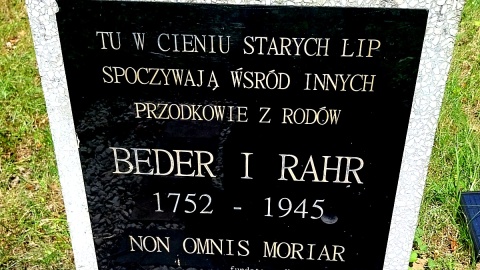 TU W CIENIU STARYCH LIP
SPOCZYWAJĄ WŚRÓD INNYCH
PRZODKOWIE Z RODÓW
BEDER I RAHR
1752 - 1945
NON OMNIS MORIAR